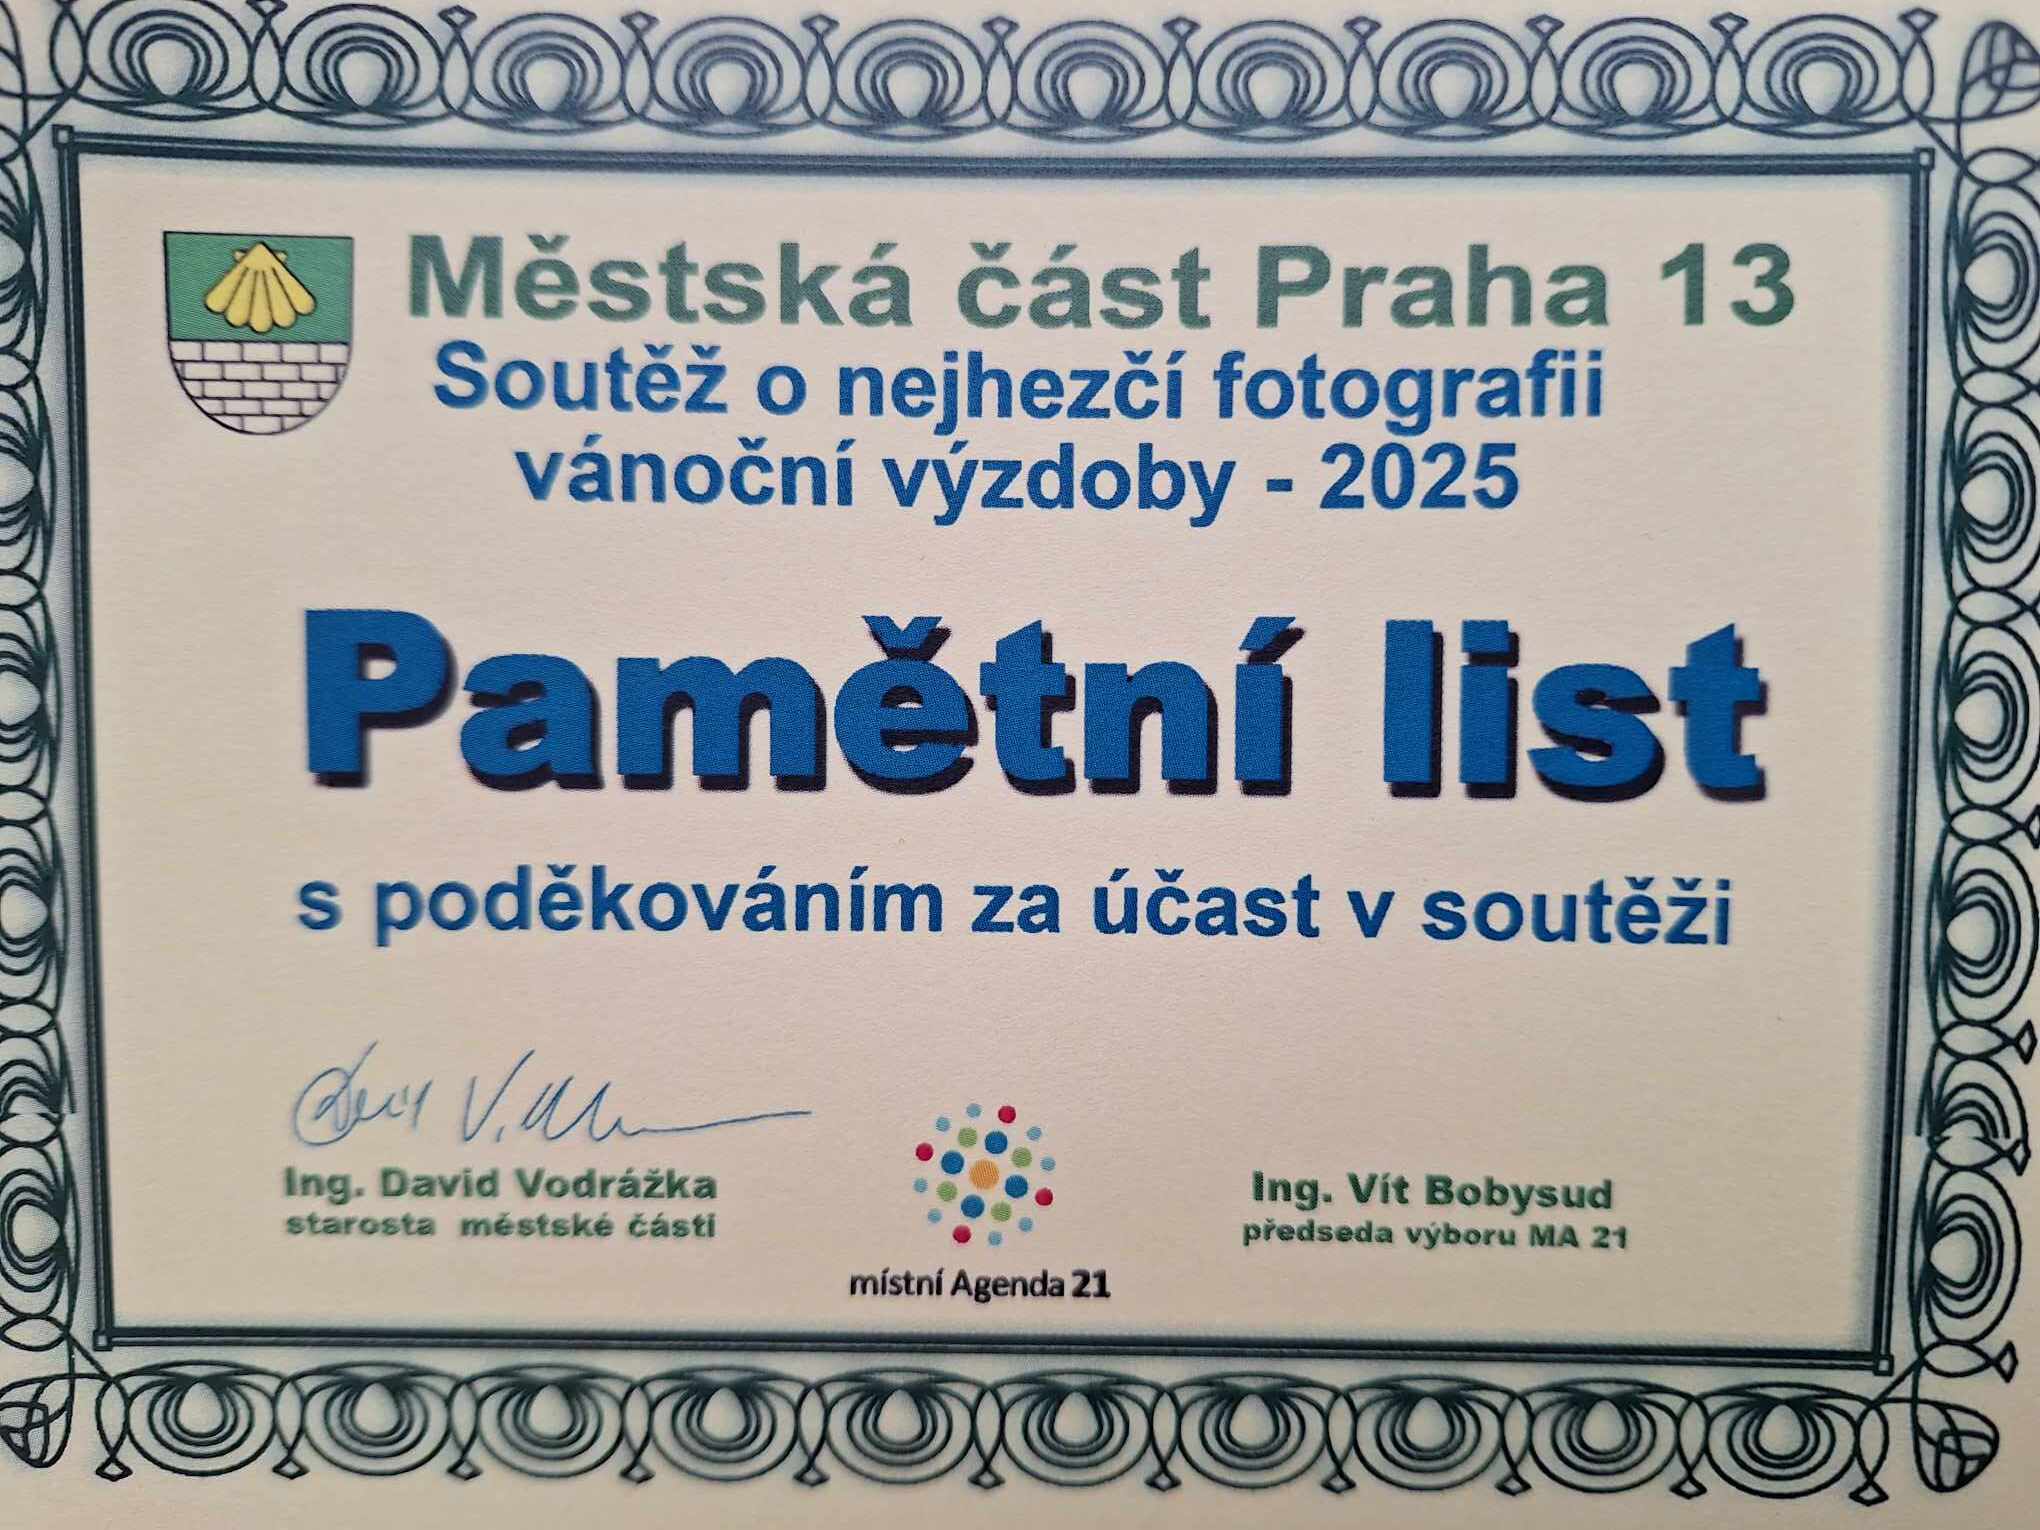 Městská část Praha 13
Soutěž o nejhezčí fotografii
vánoční výzdoby - 2025
Pamětní list
s poděkováním za účast v soutěži
Ing. David Vodrážka
starosta městské části
místní Agenda 21
Ing. Vít Bobysud
předseda výboru MA 21